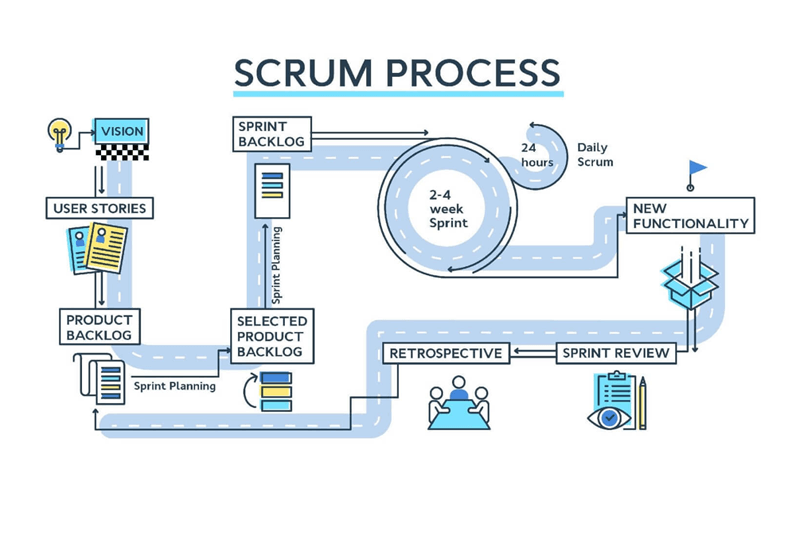 SCRUM PROCESS
VISION
USER STORIES
PRODUCT
BACKLOG
Sprint Planning
SELECTED
PRODUCT
BACKLOG
Sprint Planning
SPRINT
BACKLOG
2-4
week
Sprint
24
hours
Daily
Scrum
NEW
FUNCTIONALITY
SPRINT REVIEW
RETROSPECTIVE